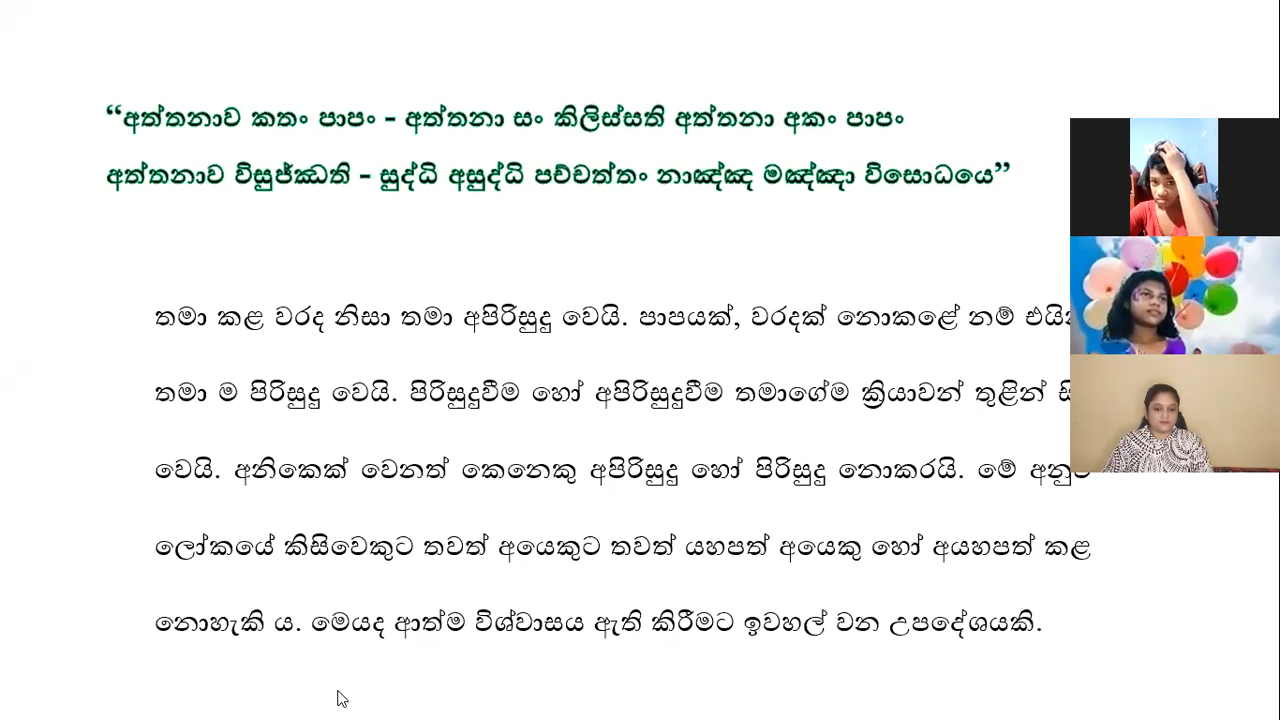 “අත්තනාව කතං පාපං - අත්තනා සං කිලිස්සති අත්තනා අකං පාපං
අත්තනාව විසුජ්ඣති - සුද්ධි අසුද්ධි පච්චත්තං නාඤ්ඤ මඤ්ඤා විසොධයෙ”
තමා කළ වරද නිසා තමා අපිරිසුදු වෙයි. පාපයක්, වරදක් නොකළේ නම්
තමා ම පිරිසුදු වෙයි. පිරිසුදුවීම හෝ අපිරිසුදුවීම තමාගේම ක්‍රියාවන් තුළින්
වෙයි. අනිකෙක් වෙනත් කෙනෙකු අපිරිසුදු හෝ පිරිසුදු නොකරයි. මේ
ලෝකයේ කිසිවෙකුට තවත් අයෙකුට තවත් යහපත් අයෙකු හෝ අයහපත් කළ
නොහැකි ය. මෙයද ආත්ම විශ්වාසය ඇති කිරීමට ඉවහල් වන උපදේශයකි.